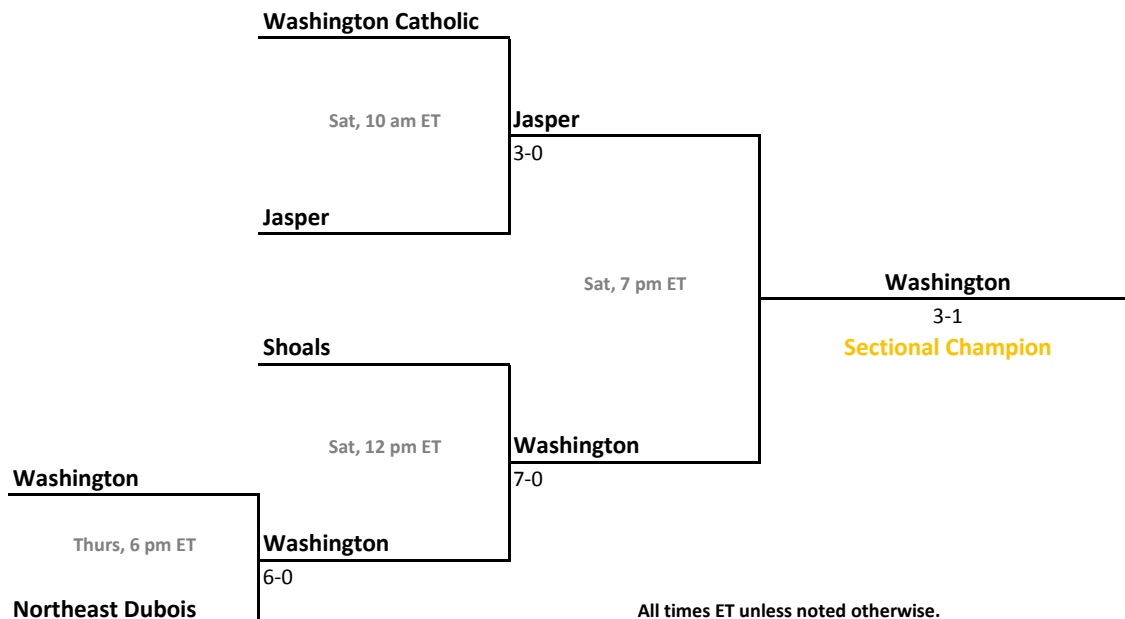 Washington Catholic
Sat, 10 am ET
Jasper
3-0
Jasper
Sat, 7 pm ET
Washington
3-1
Sectional Champion
Shoals
Sat, 12 pm ET
Washington
7-0
Washington
Thurs, 6 pm ET
Washington
6-0
Northeast Dubois
All times ET unless noted otherwise.